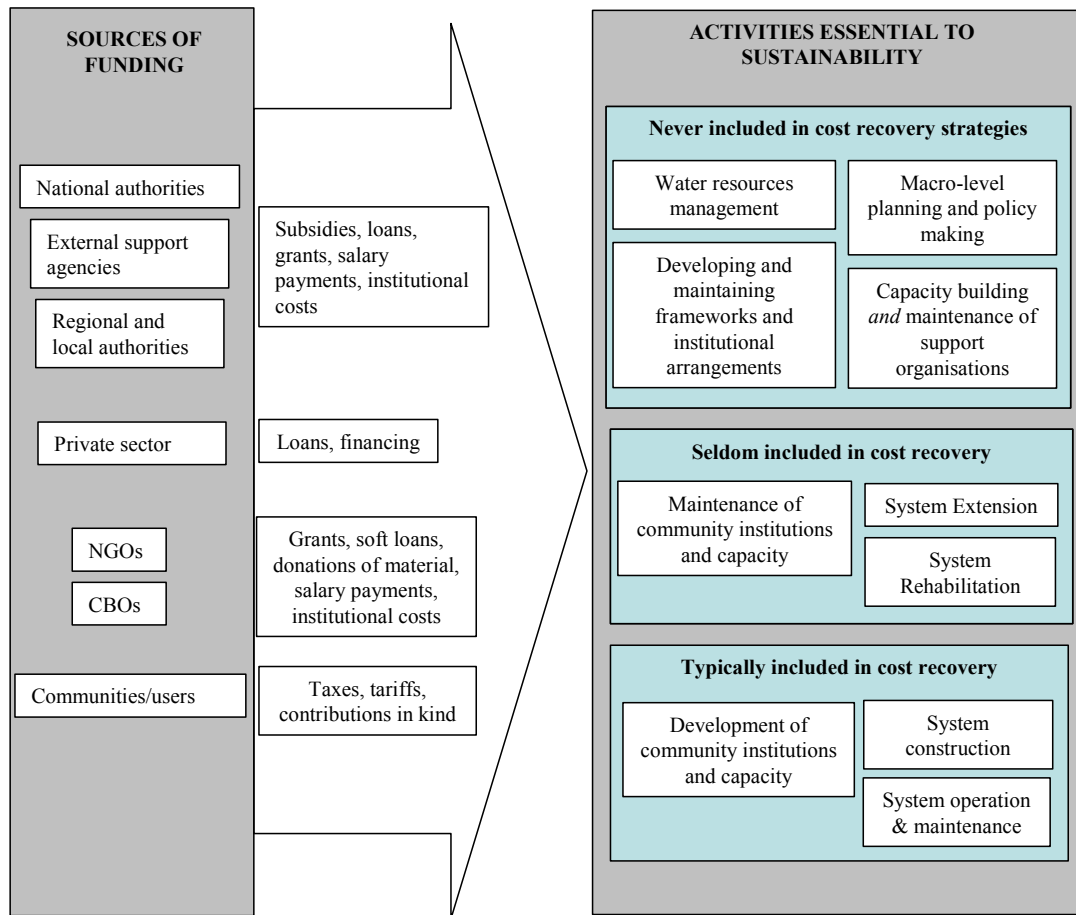 SOURCES OF
FUNDING
National authorities
External support
agencies
Regional and
local authorities
Private sector
NGOs
CBOs
Communities/users
Subsidies, loans,
grants, salary
payments, institutional
costs
Loans, financing
Grants, soft loans,
donations of material,
salary payments,
institutional costs
Taxes, tariffs,
contributions in kind
ACTIVITIES ESSENTIAL TO
SUSTAINABILITY
Never included in cost recovery strategies
Water resources
management
Macro-level
planning and policy
making
Developing and
maintaining
frameworks and
institutional
arrangements
Capacity building
and maintenance of
support
organisations
Seldom included in cost recovery
Maintenance of
community institutions
and capacity
System Extension
System
Rehabilitation
Typically included in cost recovery
Development of
community institutions
and capacity
System
construction
System operation
& maintenance